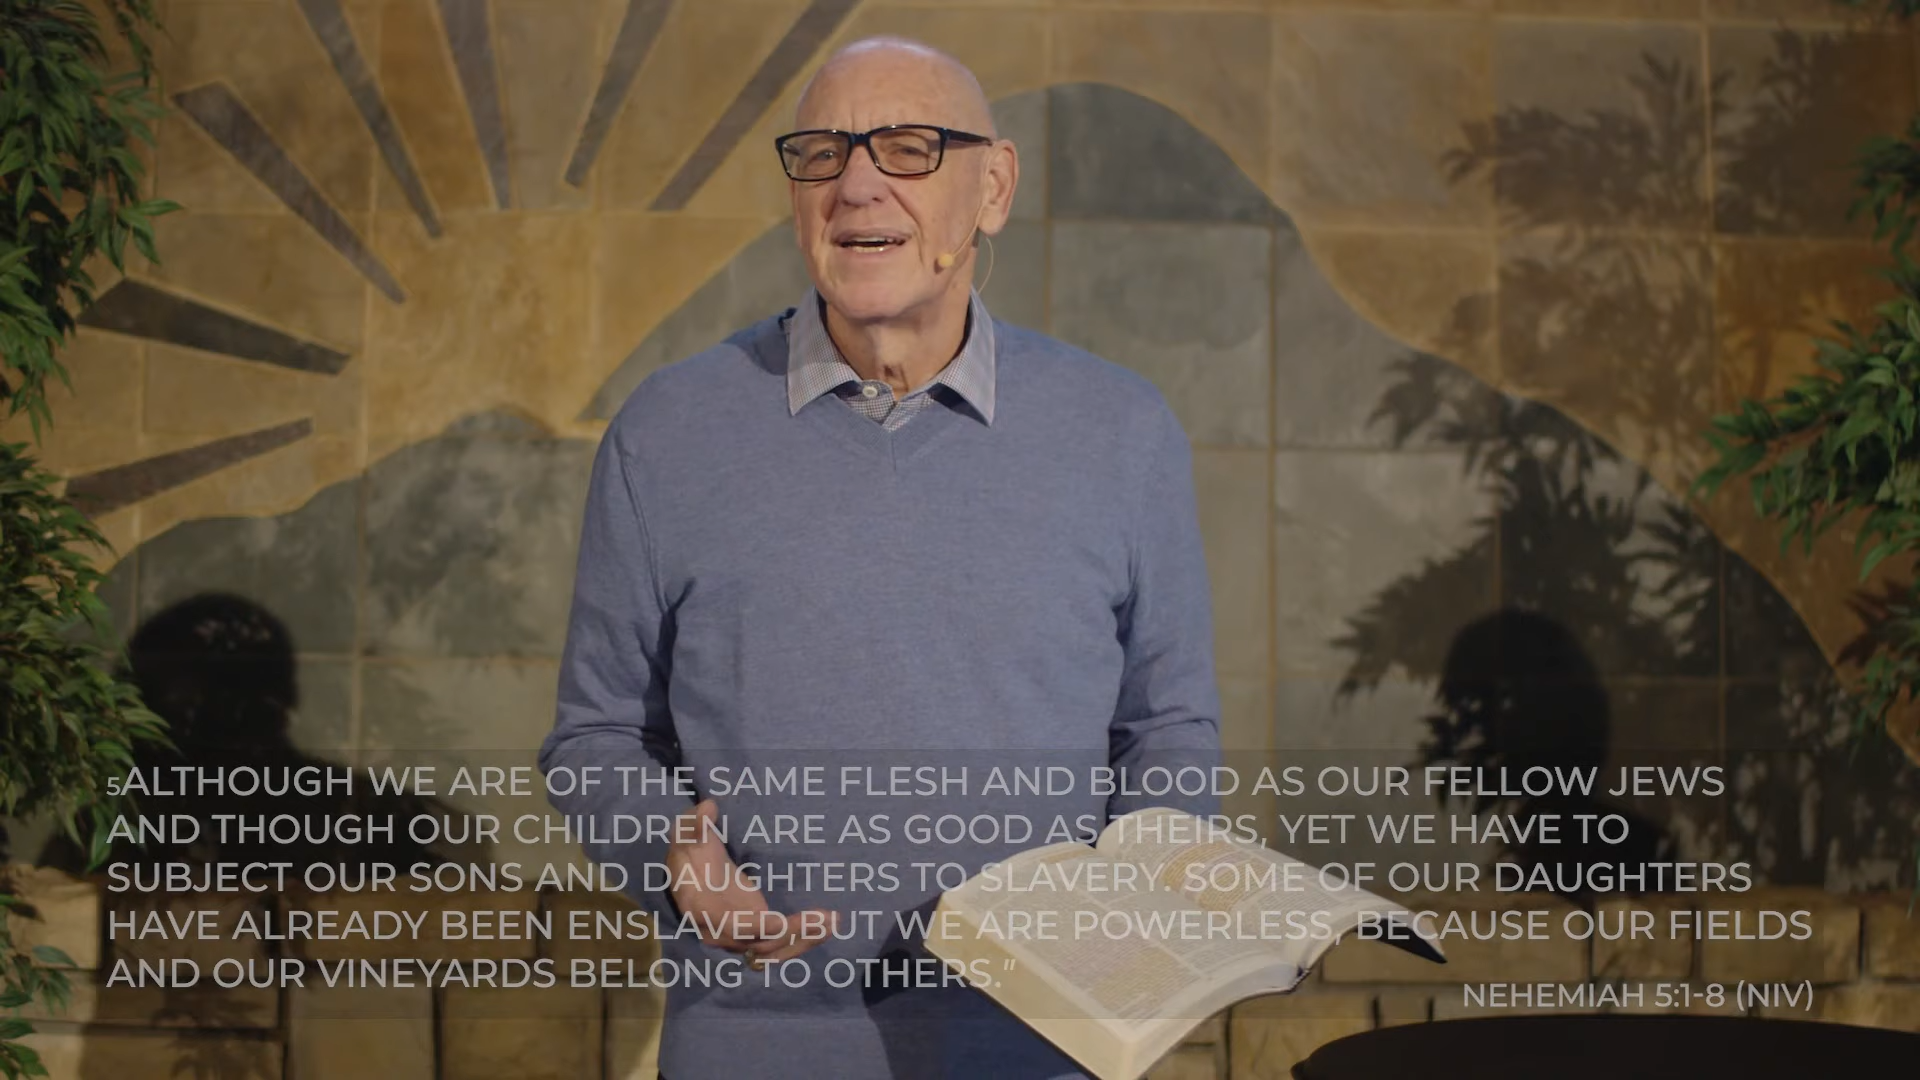 5ALTHOUGH WE ARE OF THE SAME FLESH AND BLOOD AS OUR FELLOW JEWS
AND THOUGH OUR CHILDREN ARE AS GOOD AS THEIRS, YET WE HAVE TO
SUBJECT OUR SONS AND DAUGHTERS TO SLAVERY. SOME OF OUR DAUGHTERS
HAVE ALREADY BEEN ENSLAVED,BUT WE ARE POWERLESS, BECAUSE OUR FIELDS
AND OUR VINEYARDS BELONG TO OTHERS.”
NEHEMIAH 5:1-8 (NIV)